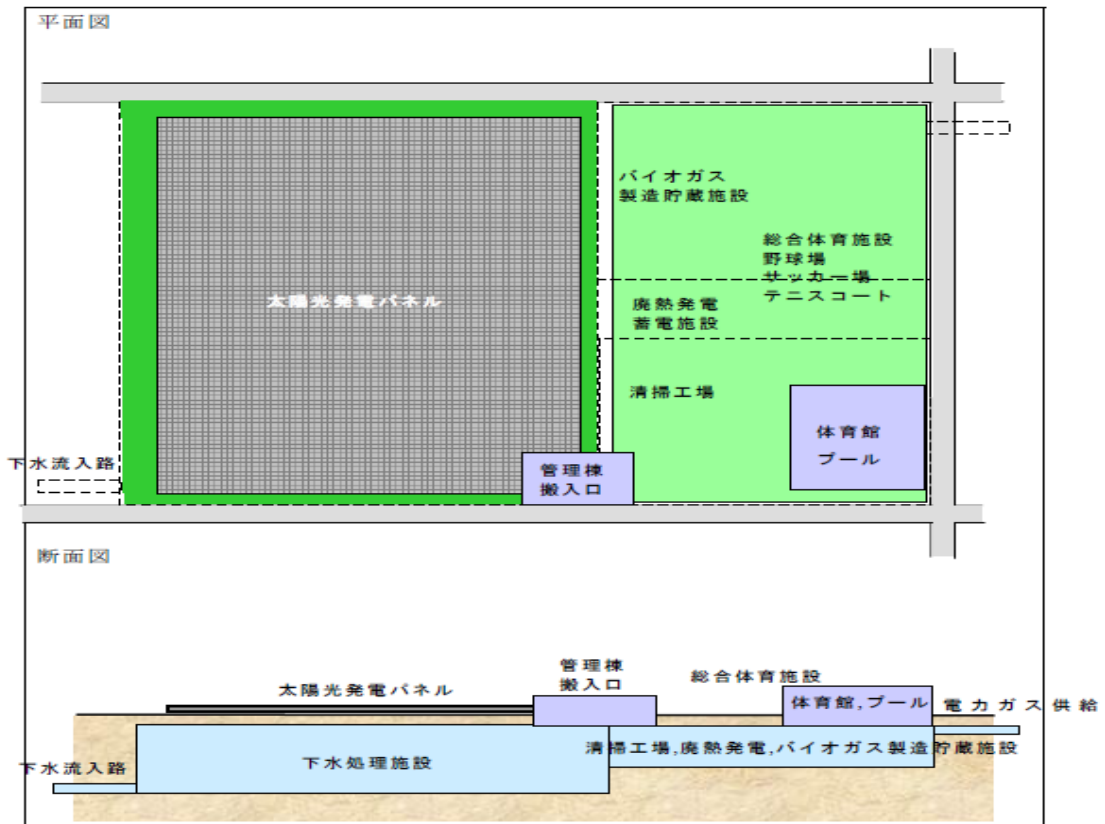 平面図
バイオガス
製造貯蔵施設
総合体育施設
野球場
サッカー場
テニスコート
太陽光発電パネル
廃熱発電
蓄電施設
清掃工場
体育館
プール
下水流入路
管理棟
搬入口
断面図
管理棟
搬入口
総合体育施設
太陽光発電パネル
体育館,プール
電力ガス供給
清掃工場,廃熱発電,バイオガス製造貯蔵施設
下水処理施設
下水流入路